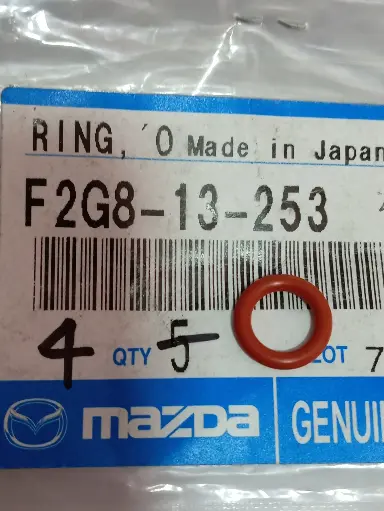 RING, 'O Made in Japan
F2G8-13-253
4 QTY 5 LOT 7
mazda GENUI